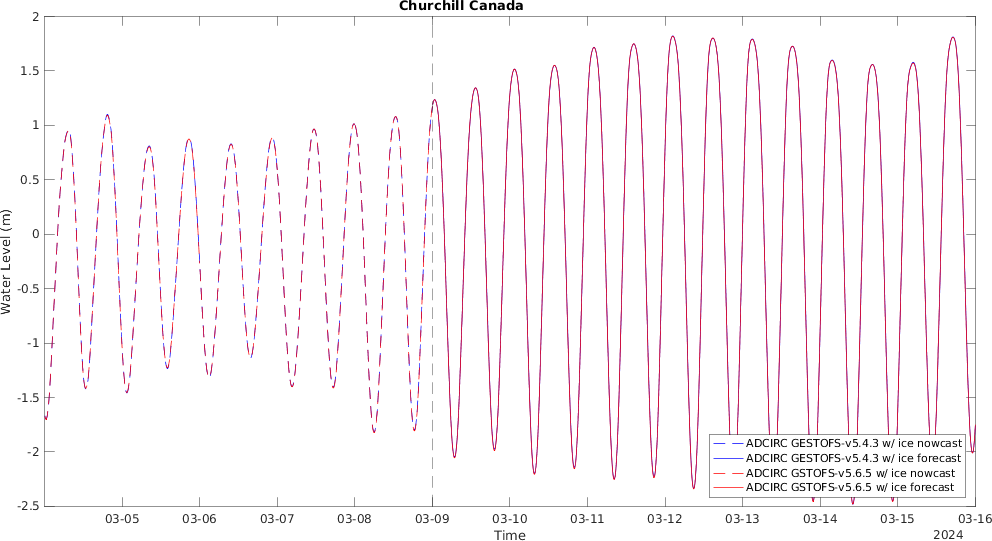 Churchill Canada
2
1.5
1
0.5
0
-0.5
-1
-1.5
-2
-2.5
Water Level (m)
ADCIRC GESTOFS-v5.4.3 w/ ice nowcast
ADCIRC GESTOFS-v5.4.3 w/ ice forecast
ADCIRC GSTOFS-v5.6.5 w/ ice nowcast
ADCIRC GSTOFS-v5.6.5 w/ ice forecast
03-05 03-06 03-07 03-08 03-09 03-10 03-11 03-12 03-13 03-14 03-15 03-16
Time
2024